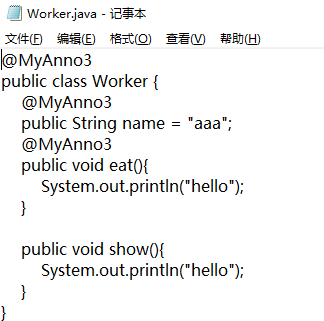 Worker.java - 记事本
文件(F) 编辑(E) 格式(O) 查看(V) 帮助(H)
@MyAnno3
public class Worker {
    @MyAnno3
    public String name = "aaa";
    @MyAnno3
    public void eat(){
        System.out.println("hello");
    }

    public void show(){
        System.out.println("hello");
    }
}